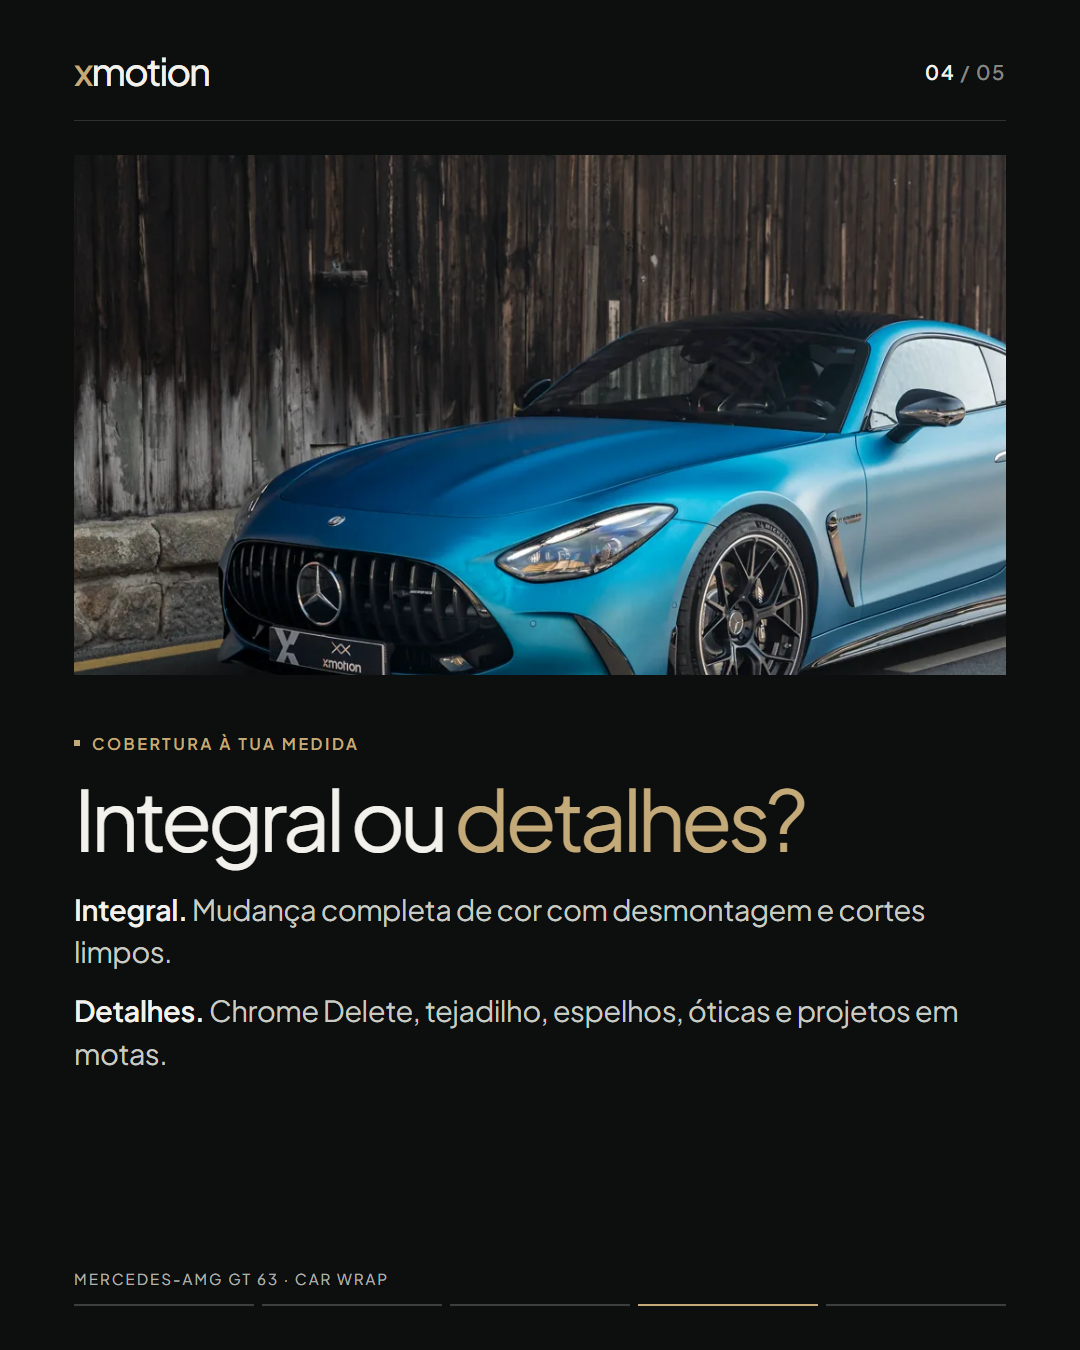 xmotion
04 / 05
xmotion
COBERTURA À TUA MEDIDA
Integral ou detalhes?
Integral. Mudança completa de cor com desmontagem e cortes
limpos.
Detalhes. Chrome Delete, tejadilho, espelhos, óticas e projetos em
motas.
MERCEDES-AMG GT 63 · CAR WRAP